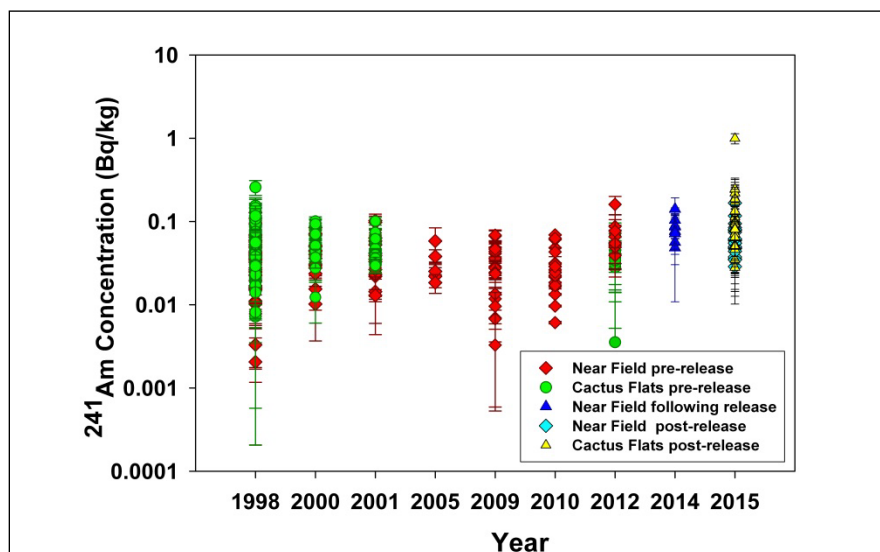 10
1
0.1
0.01
0.001
0.0001
²⁴¹Am Concentration (Bq/kg)
Near Field pre-release
Cactus Flats pre-release
Near Field following release
Near Field post-release
Cactus Flats post-release
1998 2000 2001 2005 2009 2010 2012 2014 2015
Year